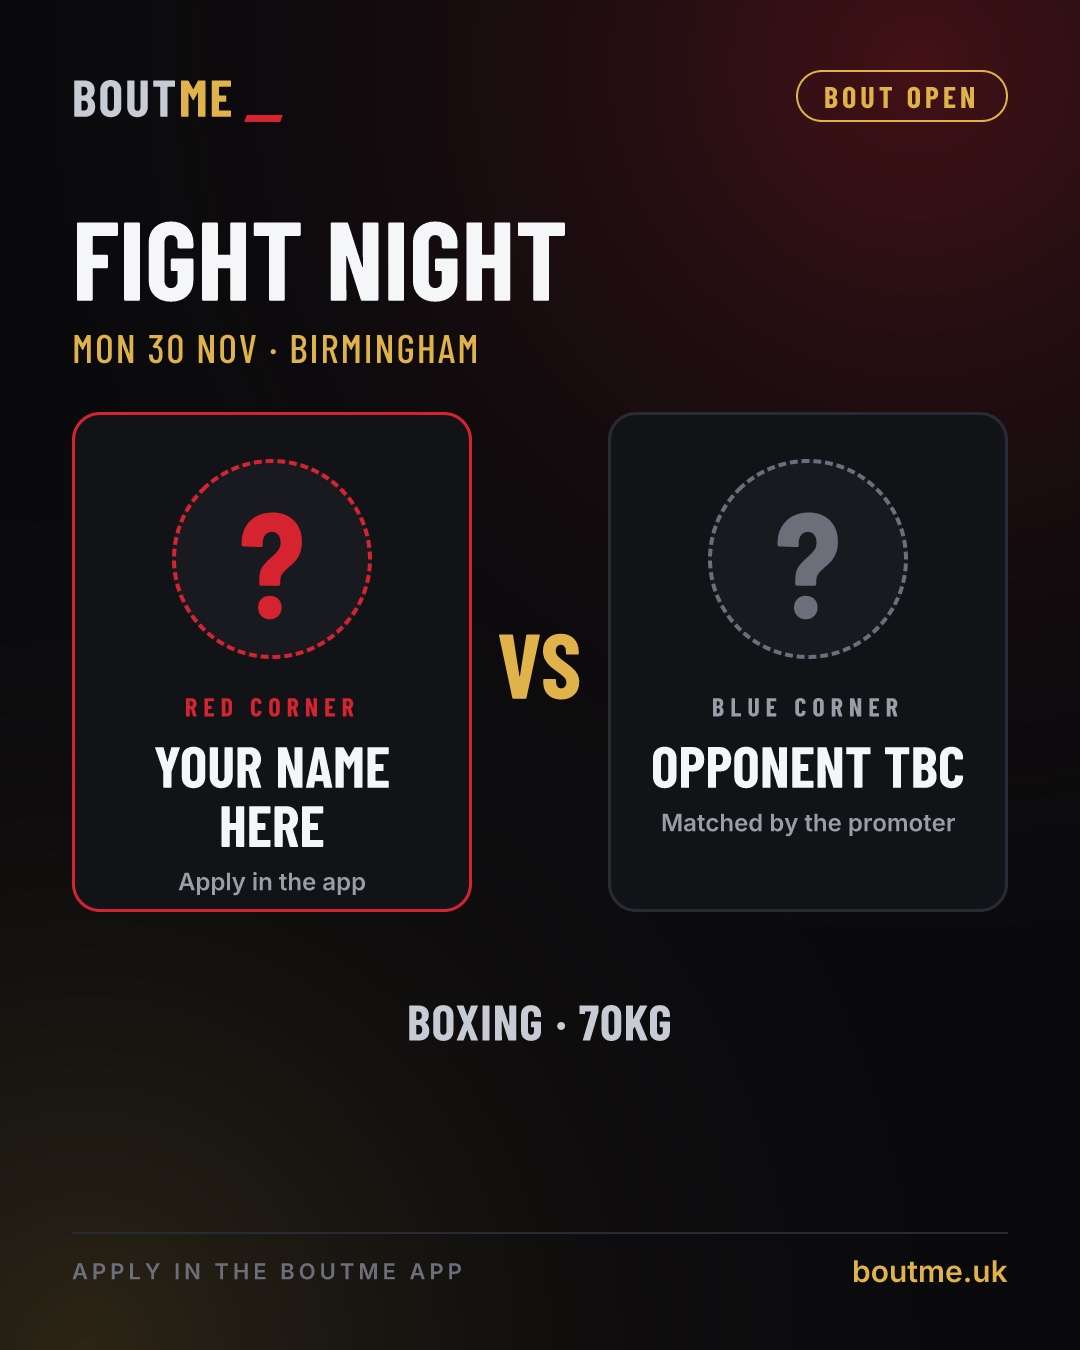 BOUTME
BOUT OPEN
FIGHT NIGHT
MON 30 NOV · BIRMINGHAM
?
RED CORNER
YOUR NAME
HERE
Apply in the app
VS
?
BLUE CORNER
OPPONENT TBC
Matched by the promoter
BOXING · 70KG
APPLY IN THE BOUTME APP
boutme.uk